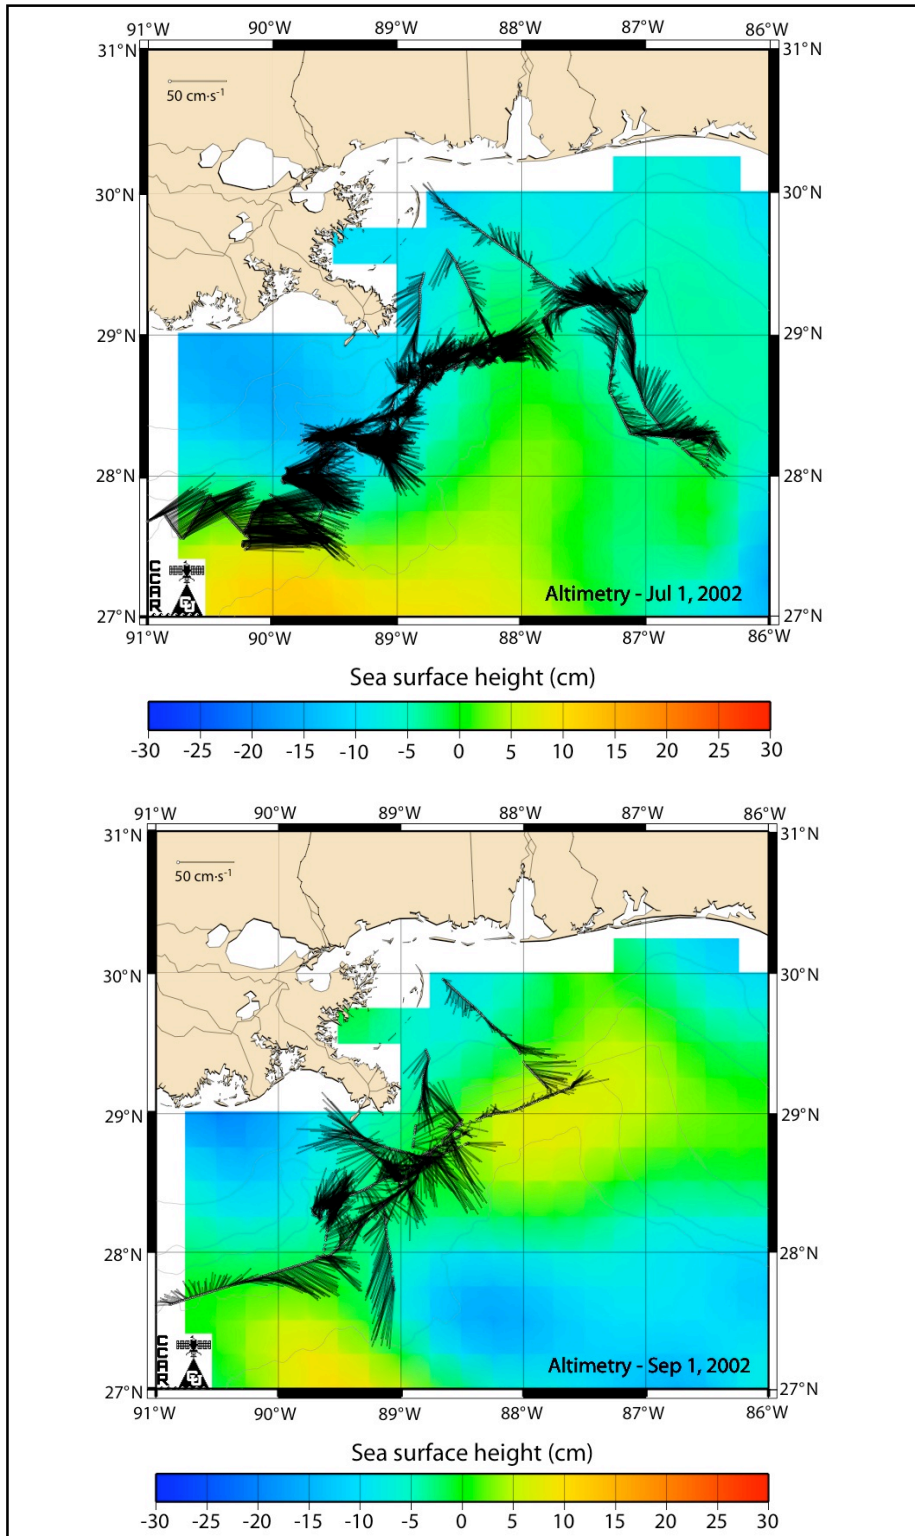 91°W 90°W 89°W 88°W 87°W 86°W
31°N 31°N
50 cm·s-1
30°N 30°N
29°N 29°N
28°N 28°N
CCAR
CU
Altimetry - Jul 1, 2002
27°N 27°N
91°W 90°W 89°W 88°W 87°W 86°W
Sea surface height (cm)
-30 -25 -20 -15 -10 -5 0 5 10 15 20 25 30
91°W 90°W 89°W 88°W 87°W 86°W
31°N 31°N
50 cm·s-1
30°N 30°N
29°N 29°N
28°N 28°N
CCAR
CU
Altimetry - Sep 1, 2002
27°N 27°N
91°W 90°W 89°W 88°W 87°W 86°W
Sea surface height (cm)
-30 -25 -20 -15 -10 -5 0 5 10 15 20 25 30